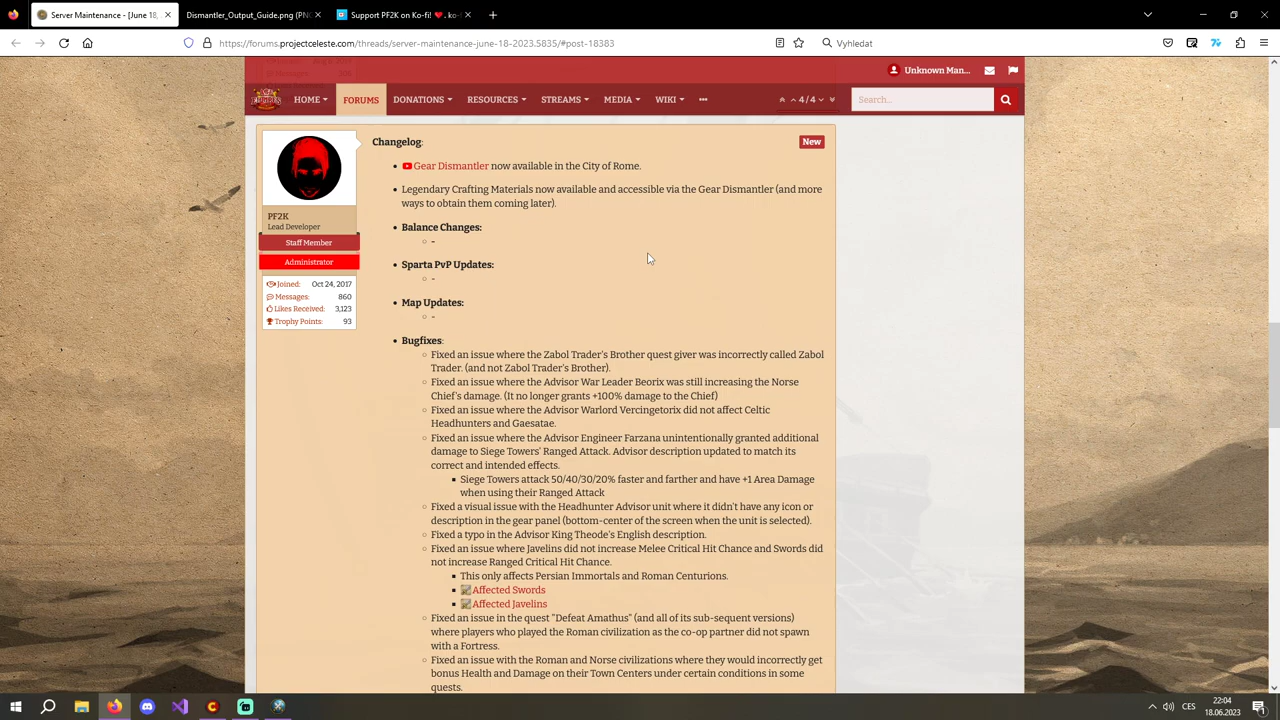 Server Maintenance - [June 18,
Dismantler_Output_Guide.png (PN
Support PF2K on Ko-fi! ❤. ko-f
https://forums.projectceleste.com/threads/server-maintenance-june-18-2023.5835/#post-18383
Vyhledat
Unknown Man...
HOME
FORUMS
DONATIONS
RESOURCES
STREAMS
MEDIA
WIKI
•••
4 / 4
Search...
PF2K
Lead Developer
Staff Member
Administrator
Joined: Oct 24, 2017
Messages: 860
Likes Received: 3,123
Trophy Points: 93
Changelog:
New
• Gear Dismantler now available in the City of Rome.
• Legendary Crafting Materials now available and accessible via the Gear Dismantler (and more
ways to obtain them coming later).
• Balance Changes:
○ -
• Sparta PvP Updates:
○ -
• Map Updates:
○ -
• Bugfixes:
○ Fixed an issue where the Zabol Trader's Brother quest giver was incorrectly called Zabol
Trader. (and not Zabol Trader's Brother).
○ Fixed an issue where the Advisor War Leader Beorix was still increasing the Norse
Chief's damage. (It no longer grants +100% damage to the Chief)
○ Fixed an issue where the Advisor Warlord Vercingetorix did not affect Celtic
Headhunters and Gaesatae.
○ Fixed an issue where the Advisor Engineer Farzana unintentionally granted additional
damage to Siege Towers' Ranged Attack. Advisor description updated to match its
correct and intended effects.
▪ Siege Towers attack 50/40/30/20% faster and farther and have +1 Area Damage
when using their Ranged Attack
○ Fixed a visual issue with the Headhunter Advisor unit where it didn't have any icon or
description in the gear panel (bottom-center of the screen when the unit is selected).
○ Fixed a typo in the Advisor King Theode's English description.
○ Fixed an issue where Javelins did not increase Melee Critical Hit Chance and Swords did
not increase Ranged Critical Hit Chance.
▪ This only affects Persian Immortals and Roman Centurions.
▪ Affected Swords
▪ Affected Javelins
○ Fixed an issue in the quest "Defeat Amathus" (and all of its sub-sequent versions)
where players who played the Roman civilization as the co-op partner did not spawn
with a Fortress.
○ Fixed an issue with the Roman and Norse civilizations where they would incorrectly get
bonus Health and Damage on their Town Centers under certain conditions in some
quests.
CES
22:04
18.06.2023